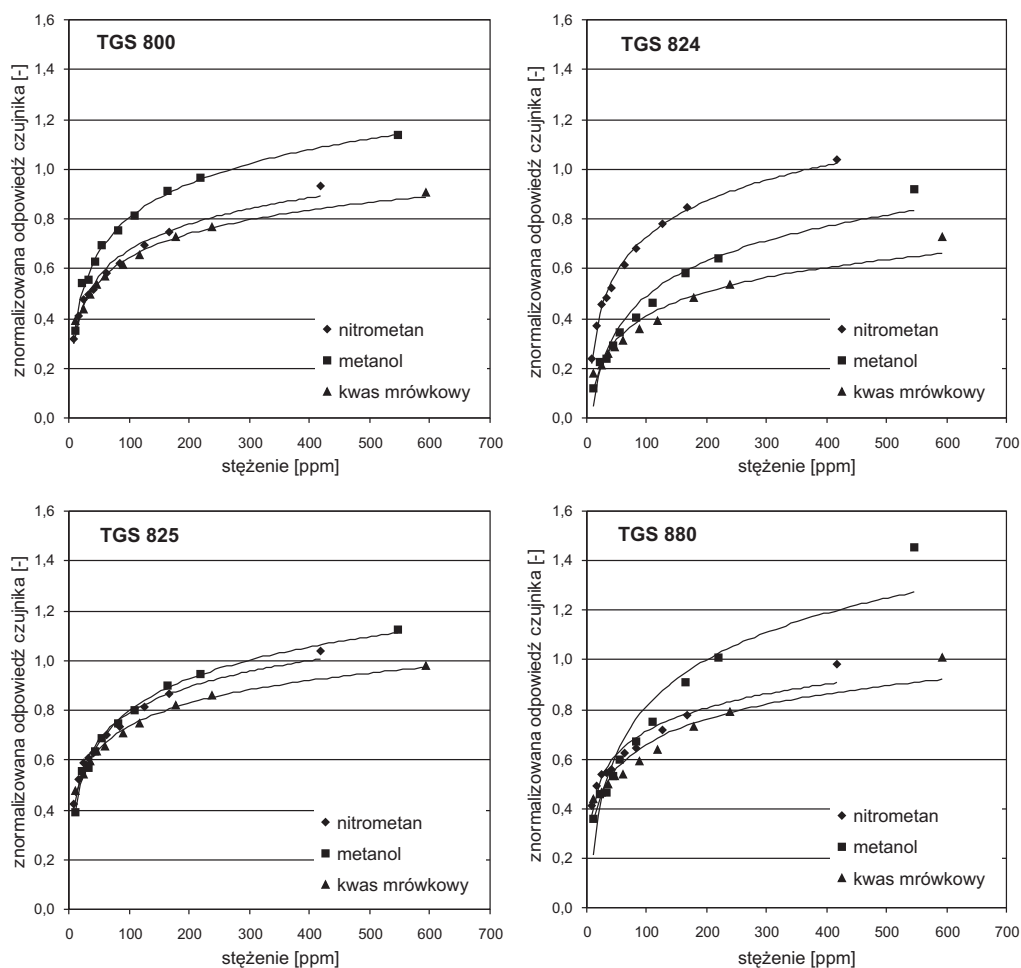 TGS 800
znormalizowana odpowiedź czujnika [-]
1,6
1,4
1,2
1,0
0,8
0,6
0,4
0,2
0,0
nitrometan
metanol
kwas mrówkowy
0 100 200 300 400 500 600 700
stężenie [ppm]
TGS 824
znormalizowana odpowiedź czujnika [-]
1,6
1,4
1,2
1,0
0,8
0,6
0,4
0,2
0,0
nitrometan
metanol
kwas mrówkowy
0 100 200 300 400 500 600 700
stężenie [ppm]
TGS 825
znormalizowana odpowiedź czujnika [-]
1,6
1,4
1,2
1,0
0,8
0,6
0,4
0,2
0,0
nitrometan
metanol
kwas mrówkowy
0 100 200 300 400 500 600 700
stężenie [ppm]
TGS 880
znormalizowana odpowiedź czujnika [-]
1,6
1,4
1,2
1,0
0,8
0,6
0,4
0,2
0,0
nitrometan
metanol
kwas mrówkowy
0 100 200 300 400 500 600 700
stężenie [ppm]